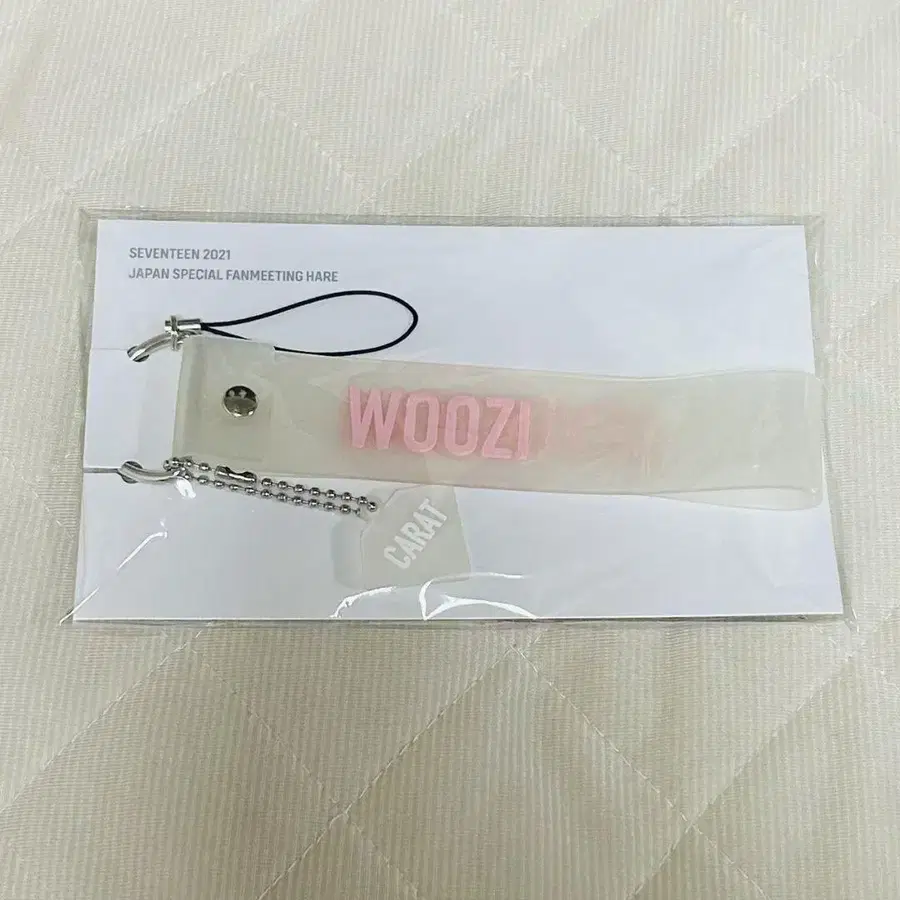 SEVENTEEN 2021
JAPAN SPECIAL FANMEETING HARE
WOOZI
CARAT